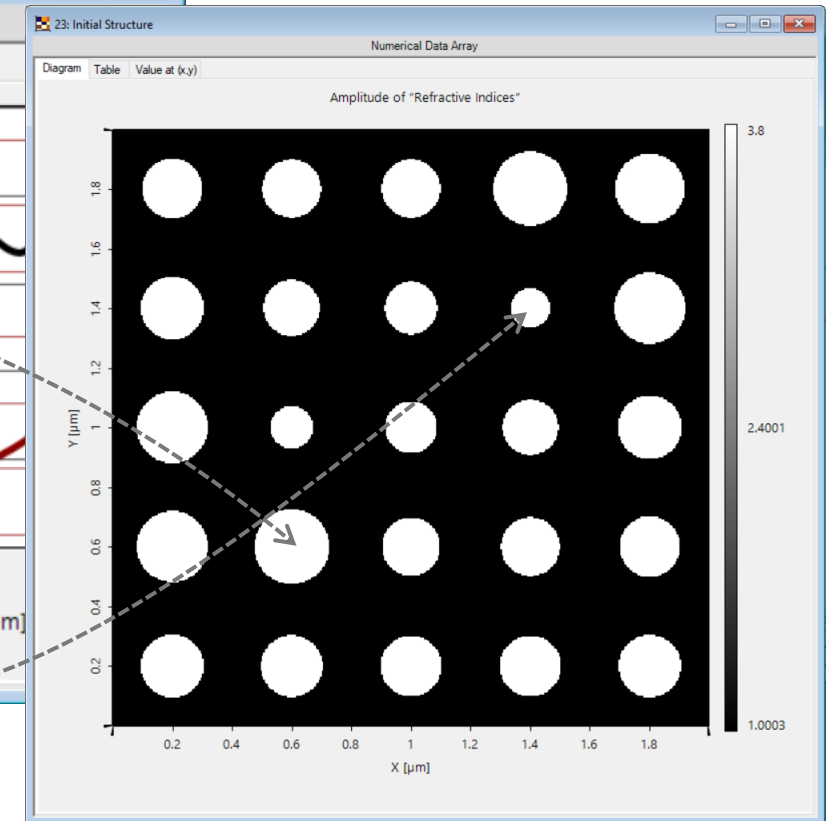 23: Initial Structure
Numerical Data Array
Diagram Table Value at (x,y)
Amplitude of "Refractive Indices"
3.8
2.4001
1.0003
Y [µm]
1.8
1.6
1.4
1.2
1
0.8
0.6
0.4
0.2
0.2 0.4 0.6 0.8 1 1.2 1.4 1.6 1.8
X [µm]
m]